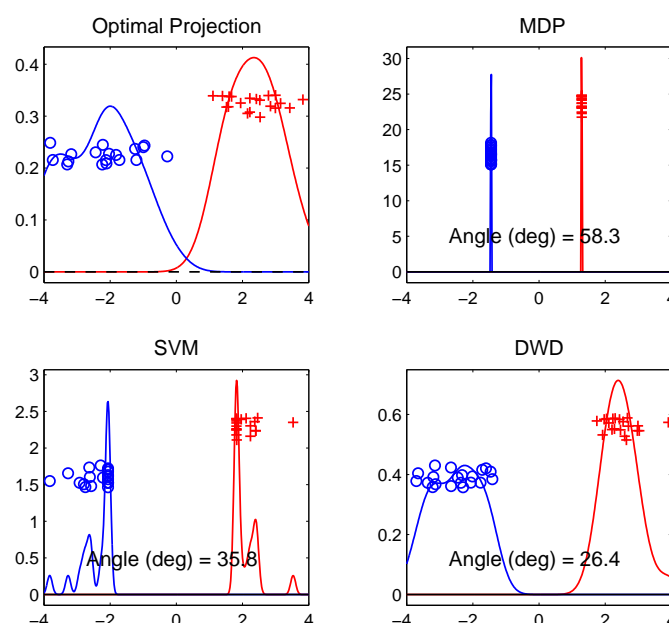 Optimal Projection
0.4
0.3
0.2
0.1
0
−4 −2 0 2 4
MDP
30
25
20
15
10
5
0
Angle (deg) = 58.3
−4 −2 0 2
SVM
3
2.5
2
1.5
1
0.5
0
Angle (deg) = 35.8
−4 −2 0 2 4
DWD
0.6
0.4
0.2
0
Angle (deg) = 26.4
−4 −2 0 2